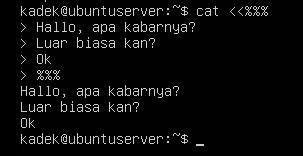 kadek@ubuntuserver:~$ cat <<%%%
> Hallo, apa kabarnya?
> Luar biasa kan?
> Ok
> %%%
Hallo, apa kabarnya?
Luar biasa kan?
Ok
kadek@ubuntuserver:~$ _